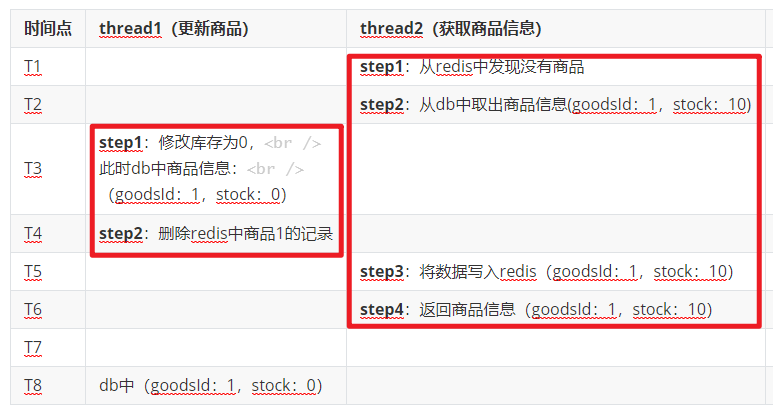 时间点 thread1（更新商品） thread2（获取商品信息）
T1 step1：从redis中发现没有商品
T2 step2：从db中取出商品信息(goodsId：1，stock：10)
T3 step1：修改库存为0，<br />
此时db中商品信息：<br />
（goodsId：1，stock：0）
T4 step2：删除redis中商品1的记录
T5 step3：将数据写入redis（goodsId：1，stock：10）
T6 step4：返回商品信息（goodsId：1，stock：10）
T7
T8 db中（goodsId：1，stock：0）